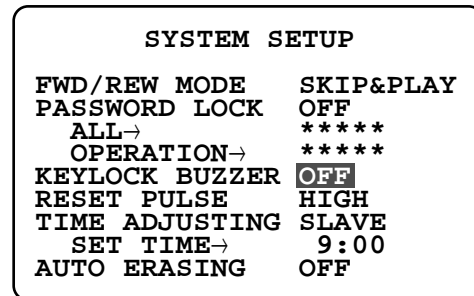 SYSTEM SETUP
FWD/REW MODE SKIP&PLAY
PASSWORD LOCK OFF
ALL→ *****
OPERATION→ *****
KEYLOCK BUZZER OFF
RESET PULSE HIGH
TIME ADJUSTING SLAVE
SET TIME→ 9:00
AUTO ERASING OFF